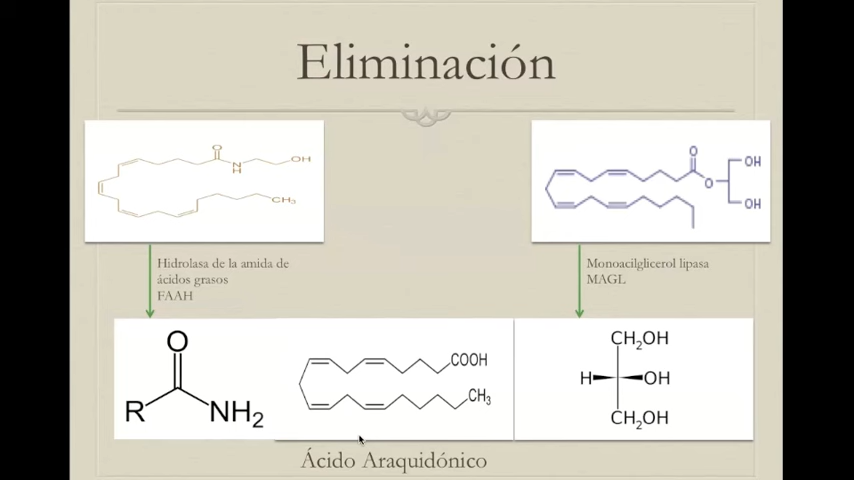 Eliminación
O
N
H
OH
CH₃
O
O
OH
OH
Hidrolasa de la amida de
ácidos grasos
FAAH
Monoacilglicerol lipasa
MAGL
O
R
NH₂
COOH
CH₃
CH₂OH
H
OH
CH₂OH
Ácido Araquidónico